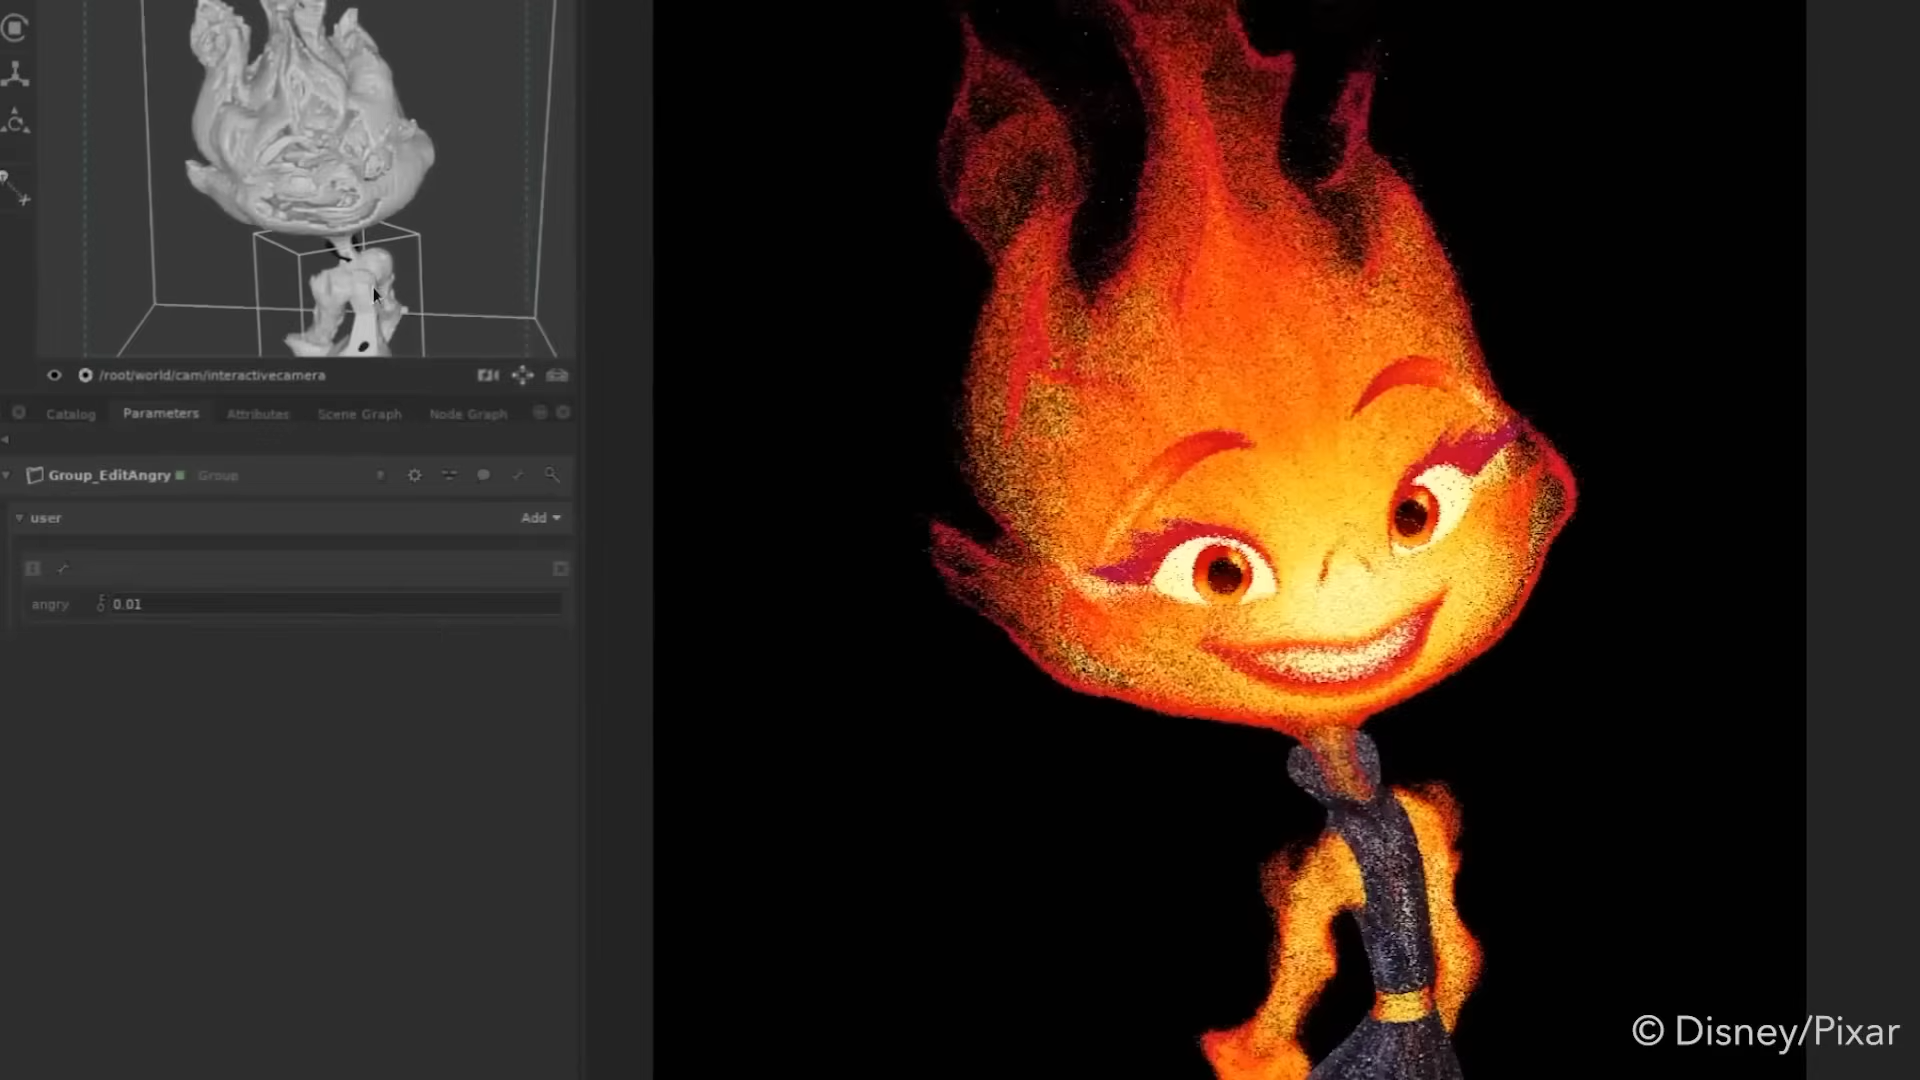 /root/world/cam/interactivecamera
Catalog Parameters Attributes Scene Graph Node Graph
Group_EditAngry Group
user Add
angry 0.01
© Disney/Pixar